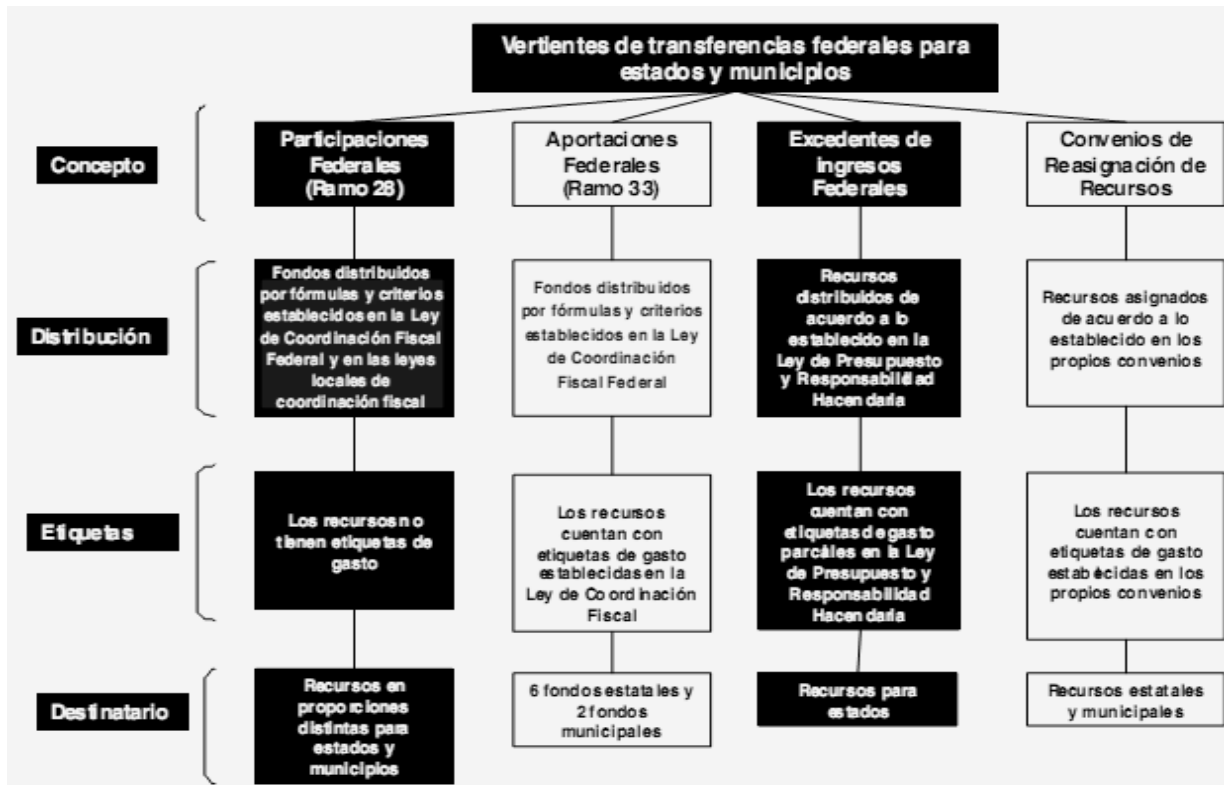 Vertientes de transferencias federales para
estados y municipios
Concepto
Participaciones
Federales
(Ramo 28)
Aportaciones
Federales
(Ramo 33)
Excedentes de
Ingresos
Federales
Convenios de
Reasignación de
Recursos
Distribución
Fondos distribuidos
por fórmulas y criterios
establecidos en la Ley
de Coordinación Fiscal
Federal y en las leyes
locales de
coordinación fiscal
Fondos distribuidos
por fórmulas y criterios
establecidos en la Ley
de Coordinación
Fiscal Federal
Recursos
distribuidos de
acuerdo a lo
establecido en la
Ley de Presupuesto
y Responsabilidad
Hacendaria
Recursos asignados
de acuerdo a lo
establecido en los
propios convenios
Etiquetas
Los recursos no
tienen etiquetas de
gasto
Los recursos
cuentan con
etiquetas de gasto
establecidas en la
Ley de Coordinación
Fiscal
Los recursos
cuentan con
etiquetas de gasto
parciales en la Ley
de Presupuesto y
Responsabilidad
Hacendaria
Los recursos
cuentan con
etiquetas de gasto
establecidas en los
propios convenios
Destinatario
Recursos en
proporciones
distintas para
estados y
municipios
6 fondos estatales y
2 fondos
municipales
Recursos para
estados
Recursos estatales
y municipales